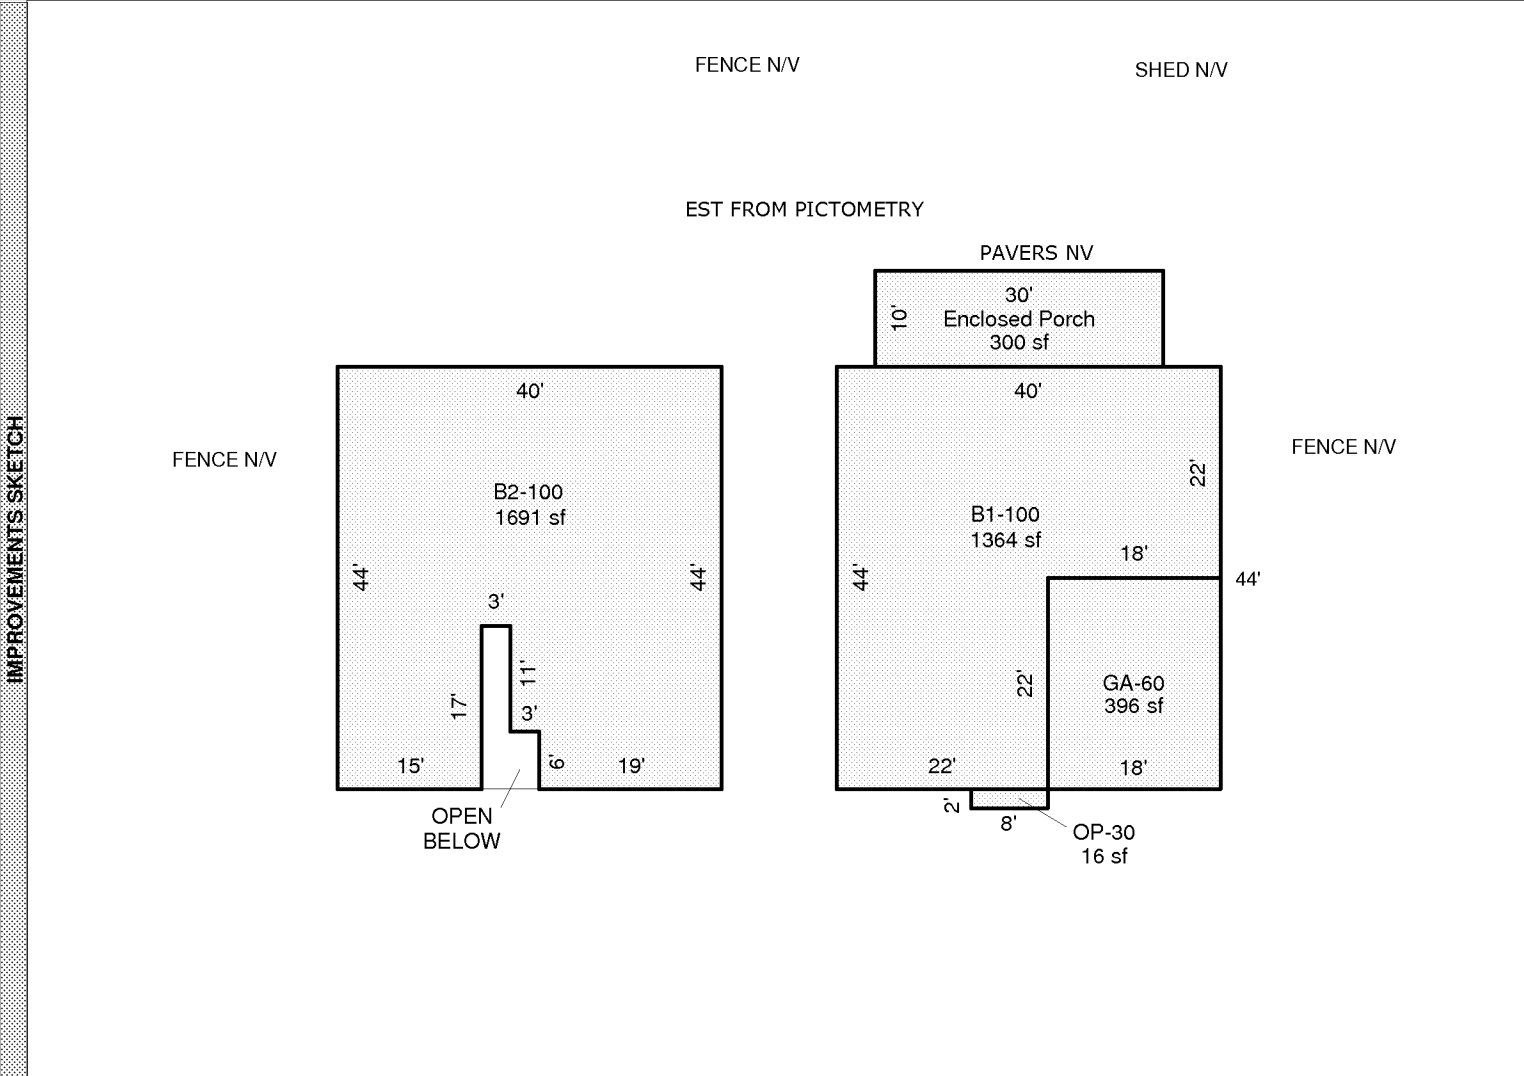 IMPROVEMENTS SKETCH
FENCE N/V
SHED N/V
EST FROM PICTOMETRY
PAVERS NV
30'
10'
Enclosed Porch
300 sf
40'
FENCE N/V
B2-100
1691 sf
44'
44'
3'
11'
17'
3'
6'
15'
19'
OPEN
BELOW
40'
22'
FENCE N/V
B1-100
1364 sf
18'
44'
44'
22'
GA-60
396 sf
22'
18'
2'
8'
OP-30
16 sf